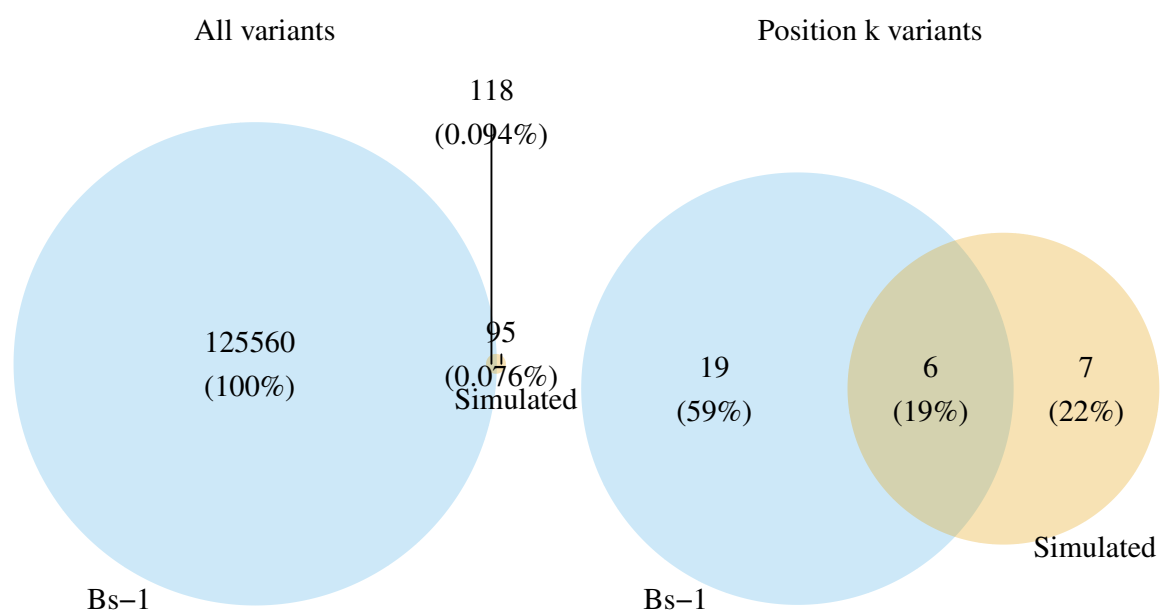 All variants
118
(0.094%)
125560
(100%)
95
(0.076%)
Simulated
Bs−1
Position k variants
19
(59%)
6
(19%)
7
(22%)
Simulated
Bs−1